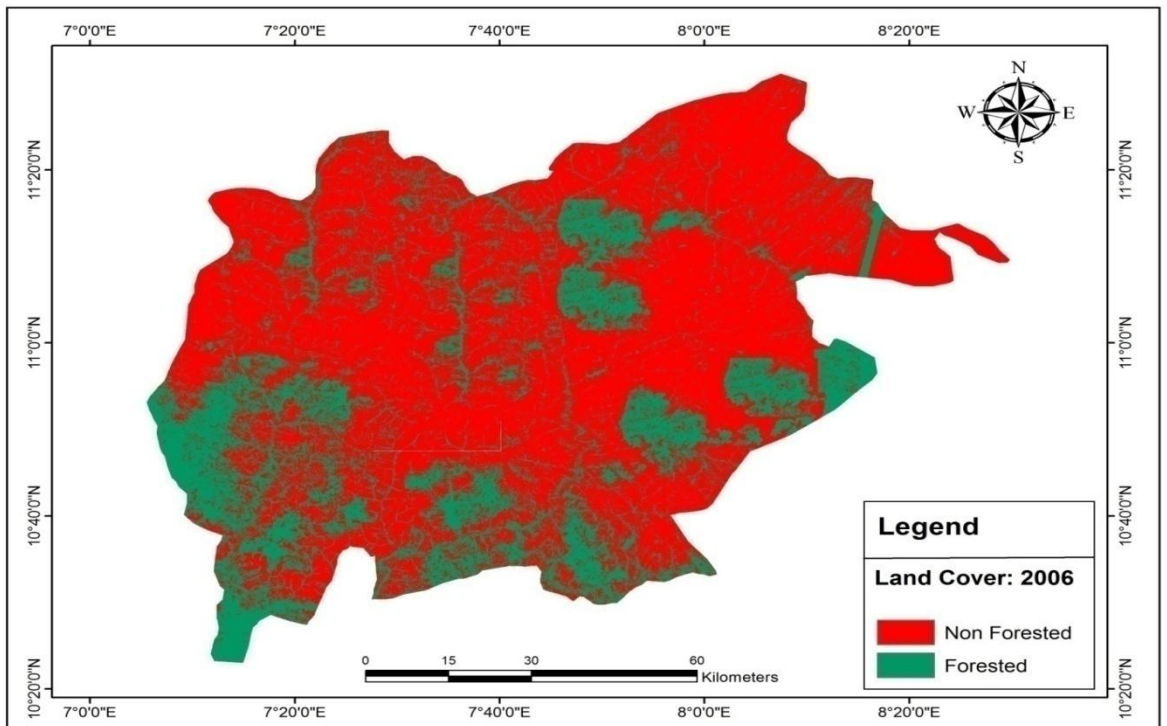 7°0'0"E 7°20'0"E 7°40'0"E 8°0'0"E 8°20'0"E
N
W E
S
11°20'0"N 11°20'0"N
11°0'0"N 11°0'0"N
10°40'0"N 10°40'0"N
10°20'0"N 10°20'0"N
Legend
Land Cover: 2006
Non Forested
Forested
0 15 30 60
Kilometers
7°0'0"E 7°20'0"E 7°40'0"E 8°0'0"E 8°20'0"E